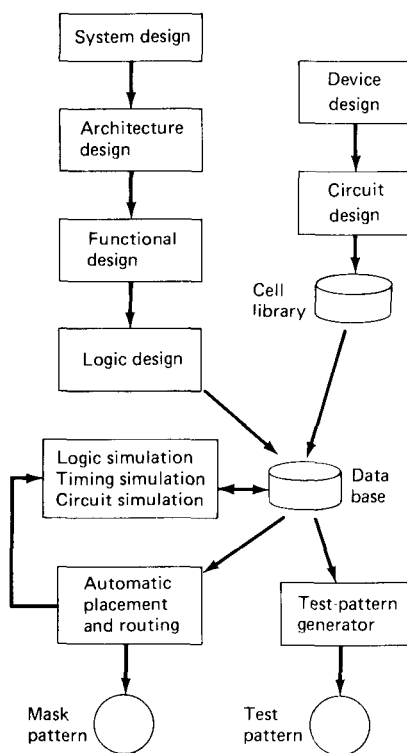 System design
Architecture
design
Functional
design
Logic design
Device
design
Circuit
design
Cell
library
Logic simulation
Timing simulation
Circuit simulation
Data
base
Automatic
placement
and routing
Test-pattern
generator
Mask
pattern
Test
pattern